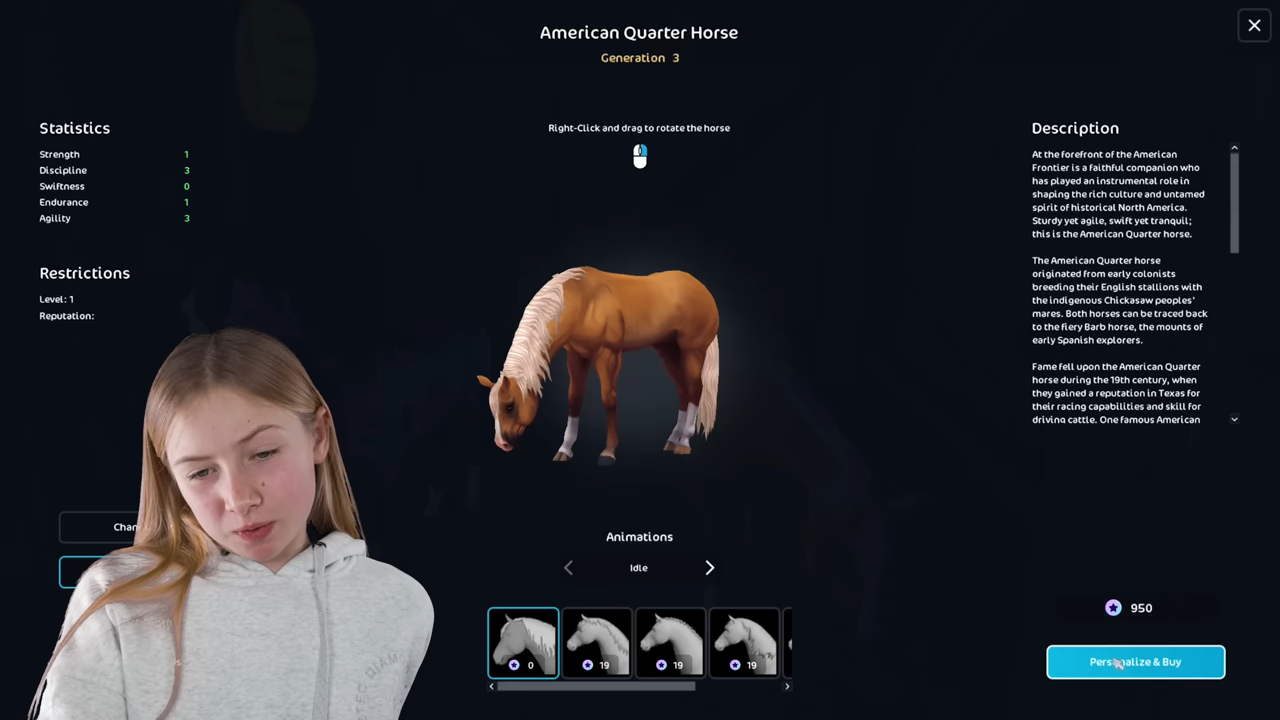 American Quarter Horse
Generation 3
Statistics
Strength 1
Discipline 3
Swiftness 0
Endurance 1
Agility 3
Restrictions
Level: 1
Reputation:
Right-Click and drag to rotate the horse
Description
At the forefront of the American
Frontier is a faithful companion who
has played an instrumental role in
shaping the rich culture and untamed
spirit of historical North America.
Sturdy yet agile, swift yet tranquil;
this is the American Quarter horse.
The American Quarter horse
originated from early colonists
breeding their English stallions with
the indigenous Chickasaw peoples'
mares. Both horses can be traced back
to the fiery Barb horse, the mounts of
early Spanish explorers.
Fame fell upon the American Quarter
horse during the 19th century, when
they gained a reputation in Texas for
their racing capabilities and skill for
driving cattle. One famous American
Animations
Idle
0
19
19
19
950
Personalize & Buy